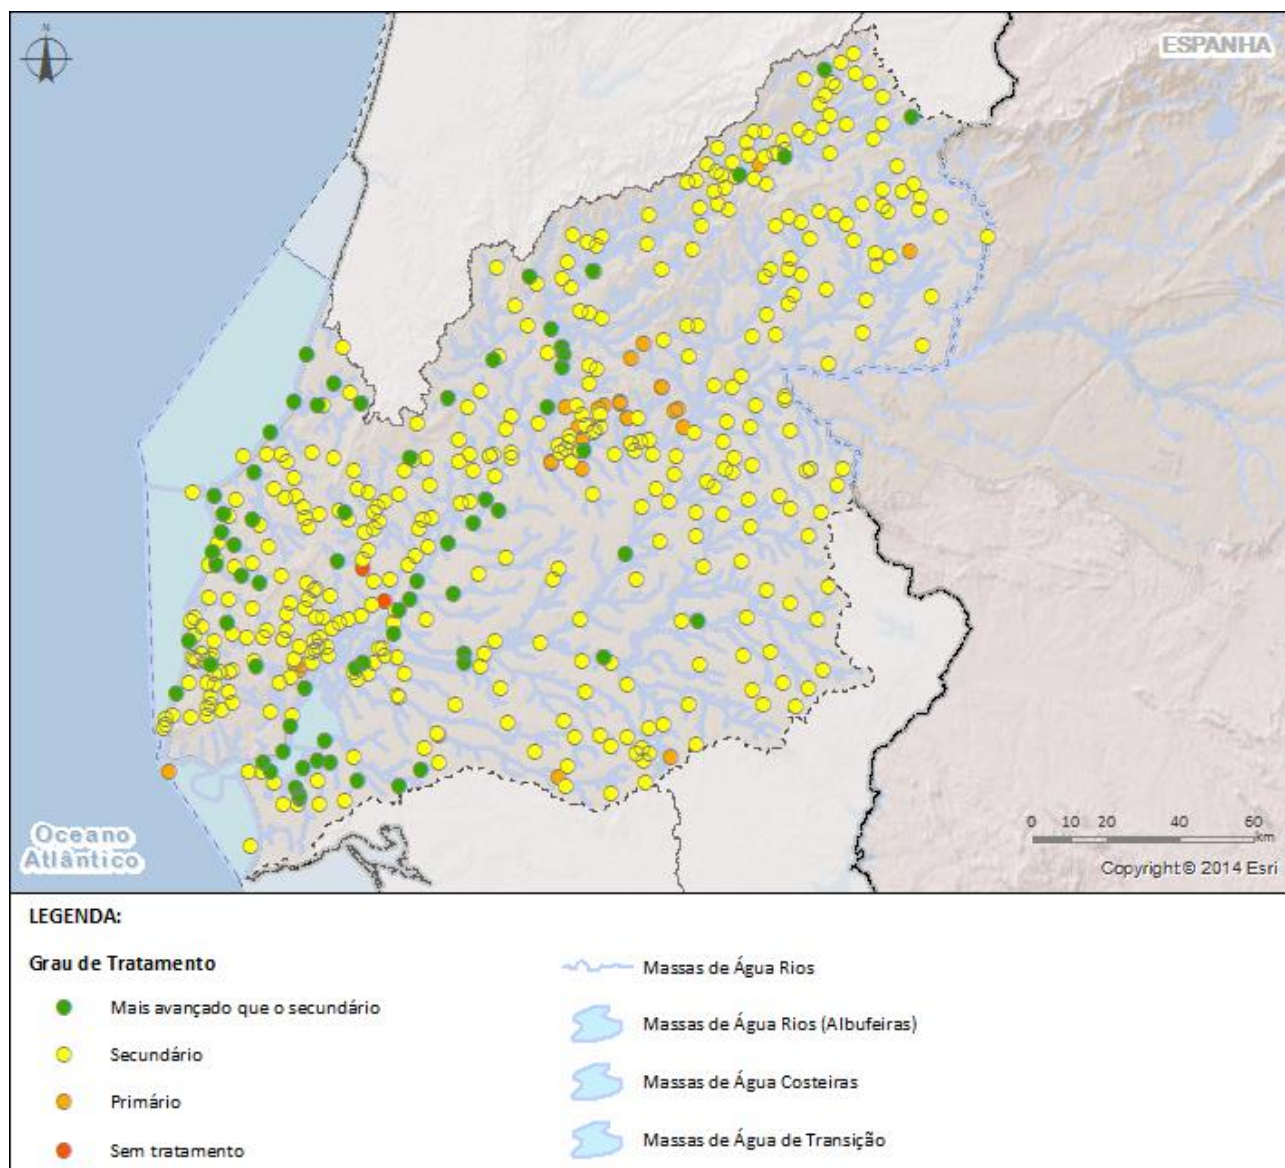 N
ESPANHA
Oceano
Atlântico
0 10 20 40 60
km
Copyright © 2014 Esri
LEGENDA:
Grau de Tratamento
Mais avançado que o secundário
Secundário
Primário
Sem tratamento
Massas de Água Rios
Massas de Água Rios (Albufeiras)
Massas de Água Costeiras
Massas de Água de Transição